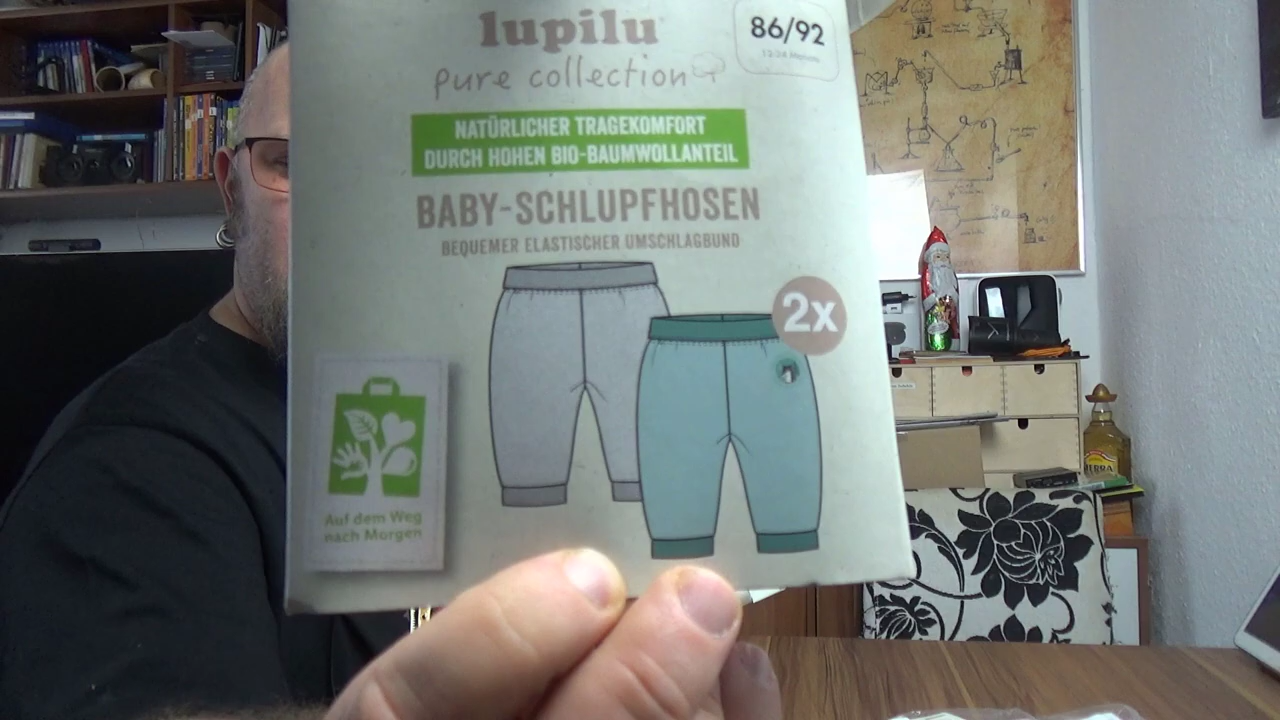 lupilu
pure collection
86/92
NATÜRLICHER TRAGEKOMFORT
DURCH HOHEN BIO-BAUMWOLLANTEIL
BABY-SCHLUPFHOSEN
BEQUEMER ELASTISCHER UMSCHLAGBUND
2x
Auf dem Weg
nach Morgen